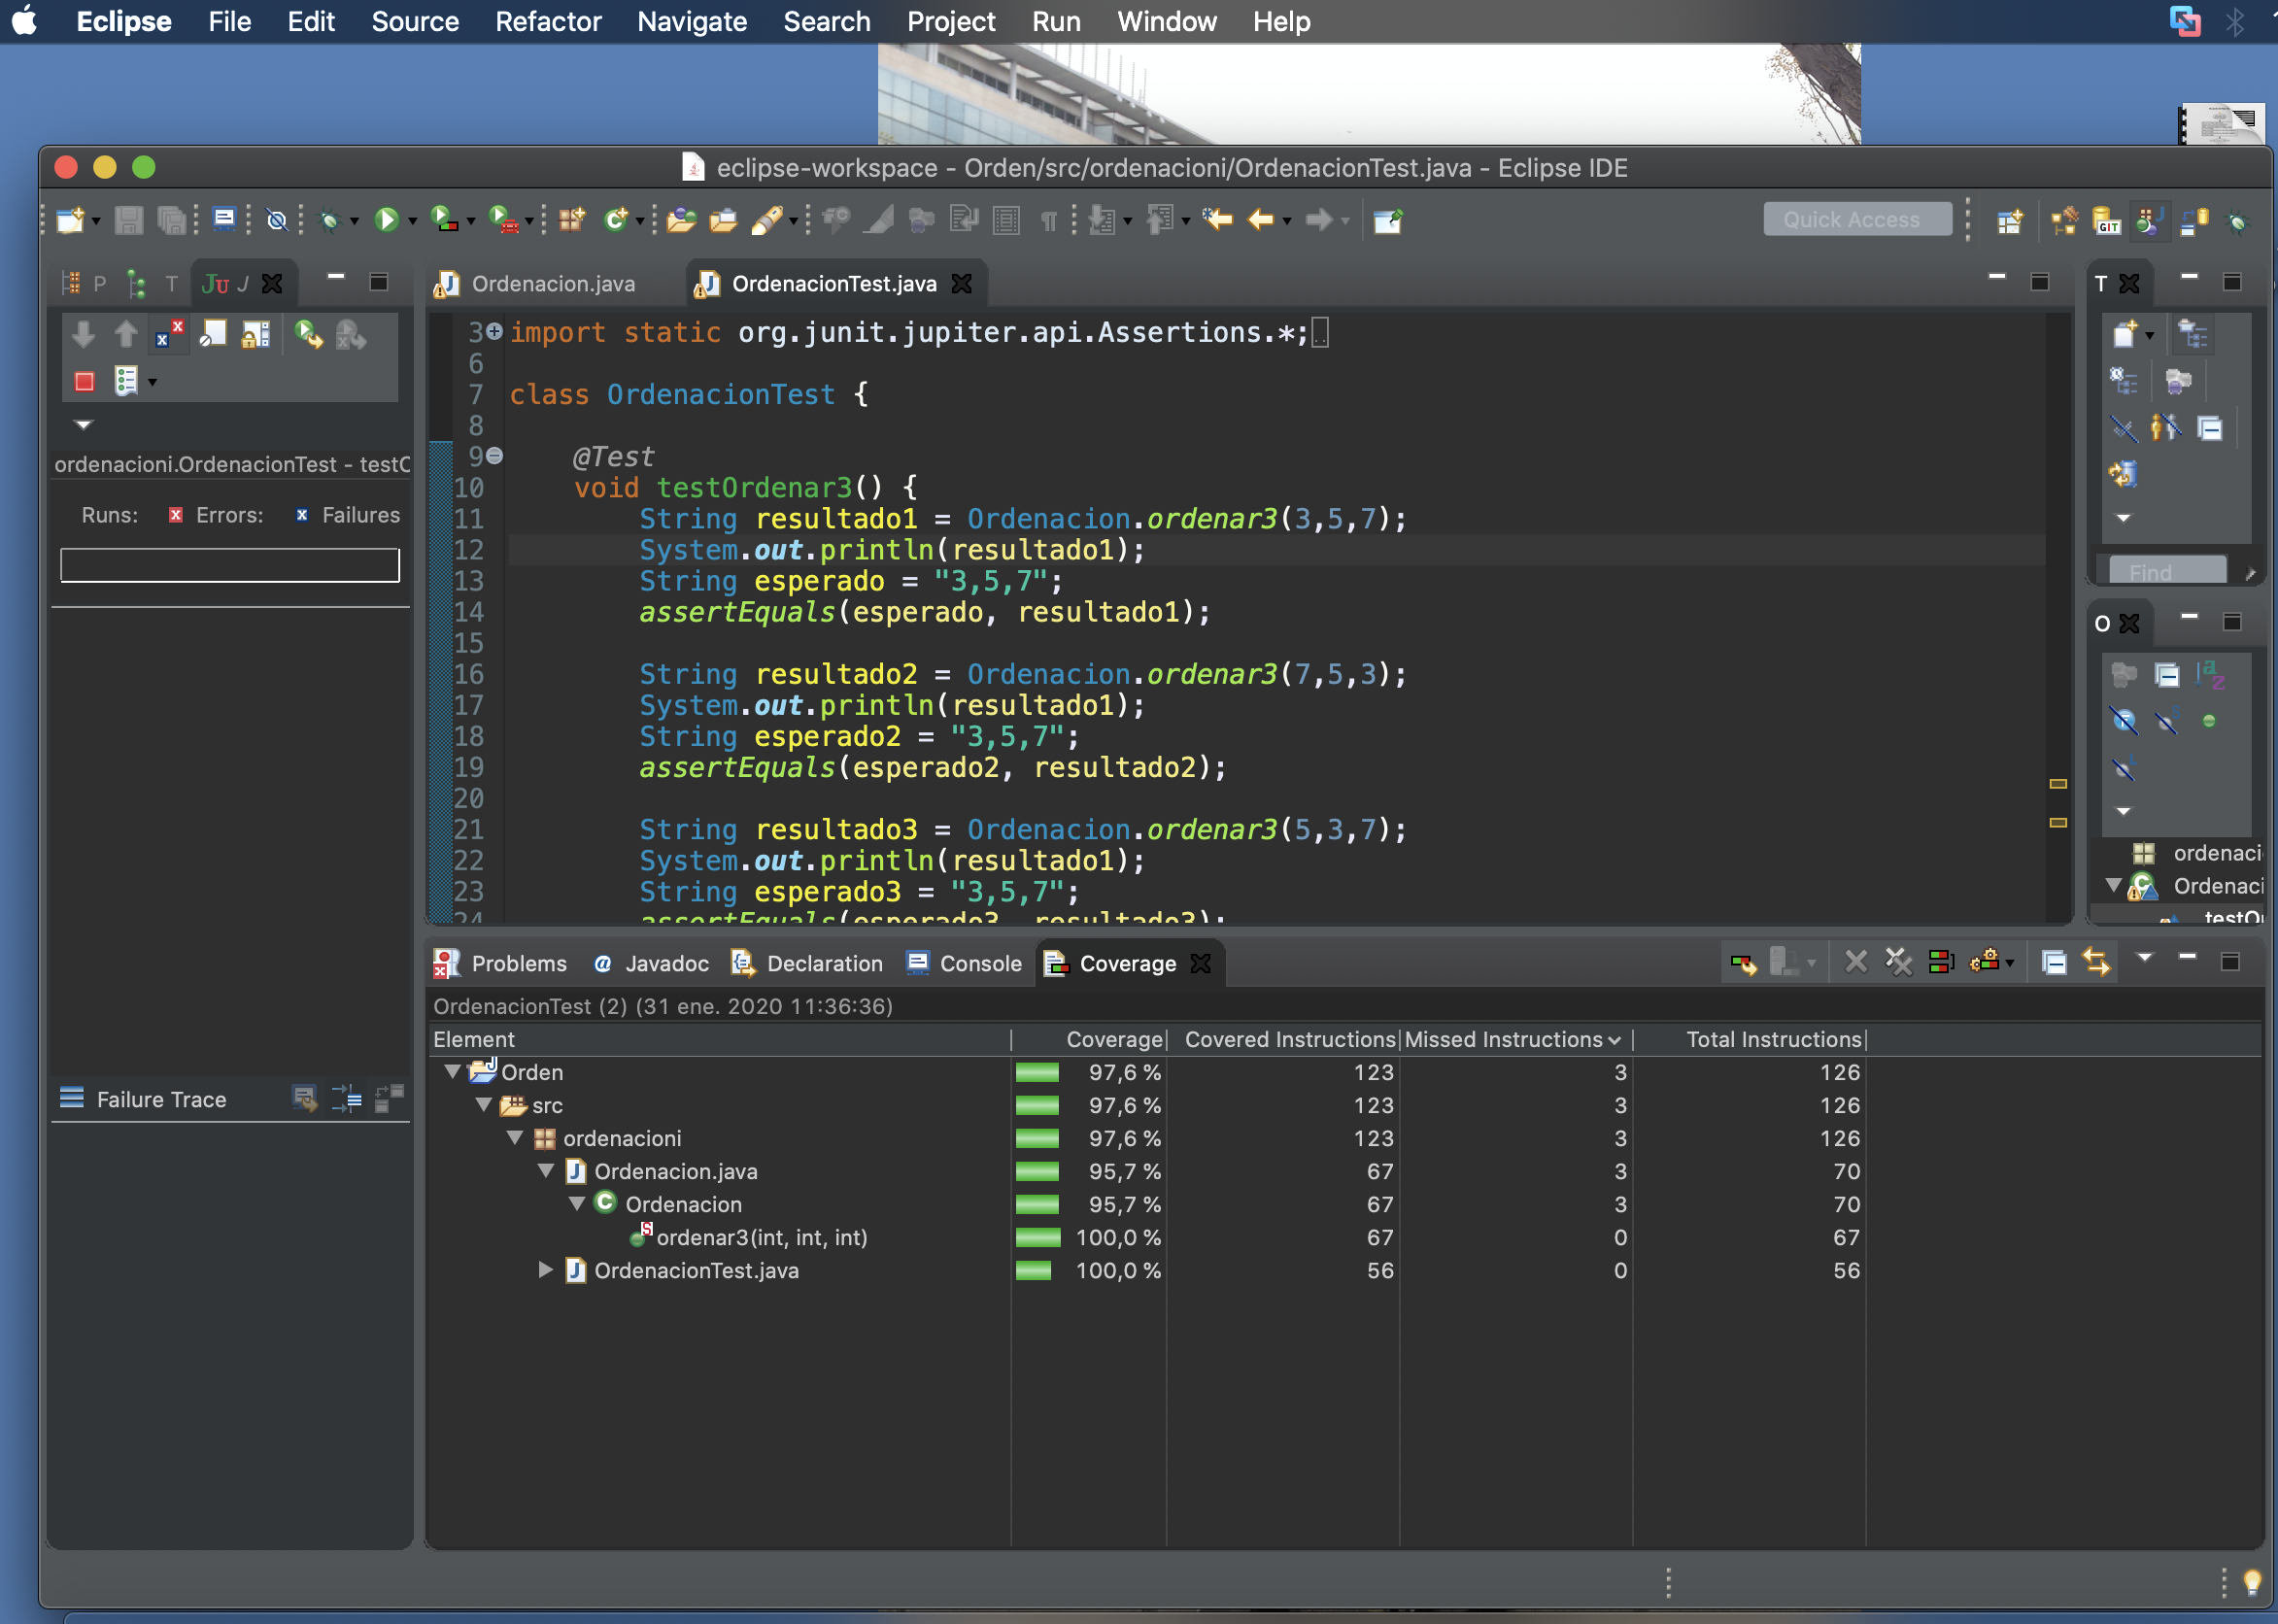 Eclipse File Edit Source Refactor Navigate Search Project Run Window Help
eclipse-workspace - Orden/src/ordenacioni/OrdenacionTest.java - Eclipse IDE
Quick Access
GIT
P T JU J
Ordenacion.java
OrdenacionTest.java
T
3 import static org.junit.jupiter.api.Assertions.*;
6
7 class OrdenacionTest {
8
9 @Test
10 void testOrdenar3() {
11 String resultado1 = Ordenacion.ordenar3(3,5,7);
12 System.out.println(resultado1);
13 String esperado = "3,5,7";
14 assertEquals(esperado, resultado1);
15
16 String resultado2 = Ordenacion.ordenar3(7,5,3);
17 System.out.println(resultado1);
18 String esperado2 = "3,5,7";
19 assertEquals(esperado2, resultado2);
20
21 String resultado3 = Ordenacion.ordenar3(5,3,7);
22 System.out.println(resultado1);
23 String esperado3 = "3,5,7";
24 assertEquals(esperado3, resultado3);
ordenacioni.OrdenacionTest - testO
Runs: Errors: Failures
Failure Trace
Find
O
ordenaci
Ordenaci
testOr
Problems @ Javadoc Declaration Console Coverage
OrdenacionTest (2) (31 ene. 2020 11:36:36)
Element Coverage Covered Instructions Missed Instructions Total Instructions
Orden 97,6 % 123 3 126
src 97,6 % 123 3 126
ordenacioni 97,6 % 123 3 126
Ordenacion.java 95,7 % 67 3 70
Ordenacion 95,7 % 67 3 70
ordenar3(int, int, int) 100,0 % 67 0 67
OrdenacionTest.java 100,0 % 56 0 56